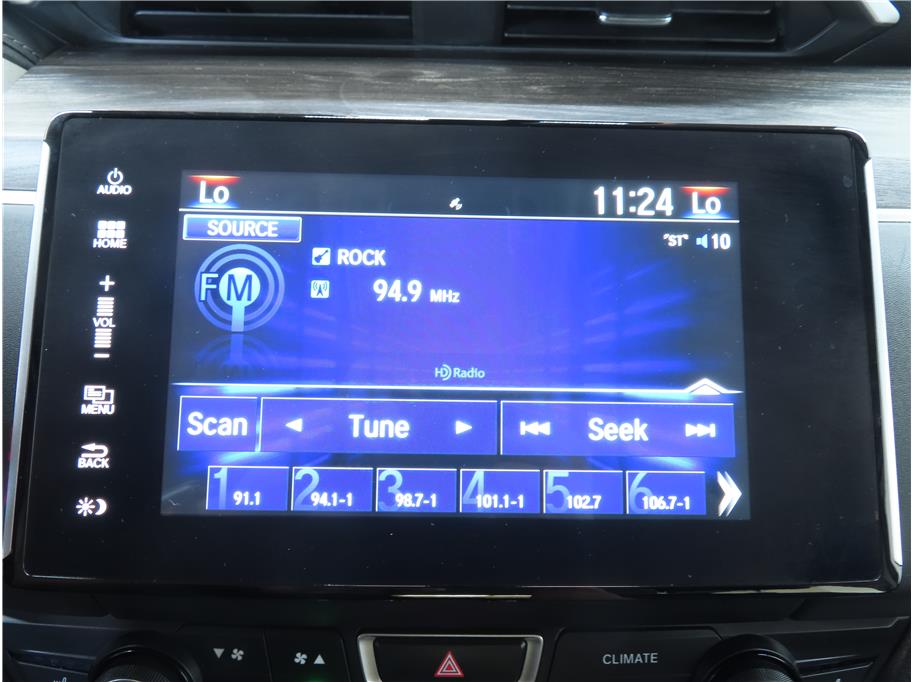 AUDIO
HOME
+
VOL
−
MENU
BACK
Lo 11:24 Lo
SOURCE
"ST" 10
FM
ROCK
94.9 MHz
HD Radio
Scan Tune Seek
1 91.1 2 94.1-1 3 98.7-1 4 101.1-1 5 102.7 6 106.7-1
CLIMATE